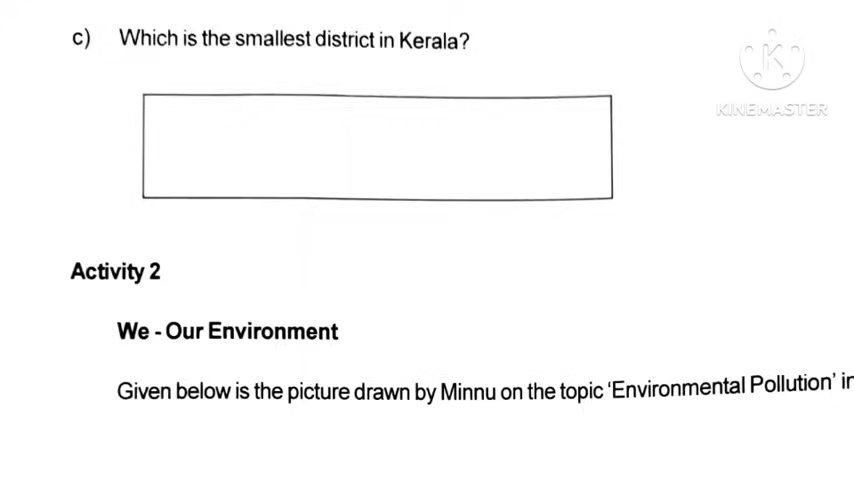 c) Which is the smallest district in Kerala?
KINEMASTER
Activity 2
We - Our Environment
Given below is the picture drawn by Minnu on the topic ‘Environmental Pollution’ in